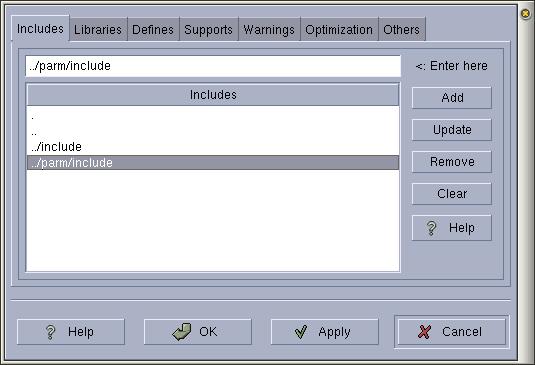 Includes Libraries Defines Supports Warnings Optimization Others
../parm/include <: Enter here
Includes
Add
.
..
Update
../include
../parm/include
Remove
Clear
? Help
? Help OK Apply Cancel